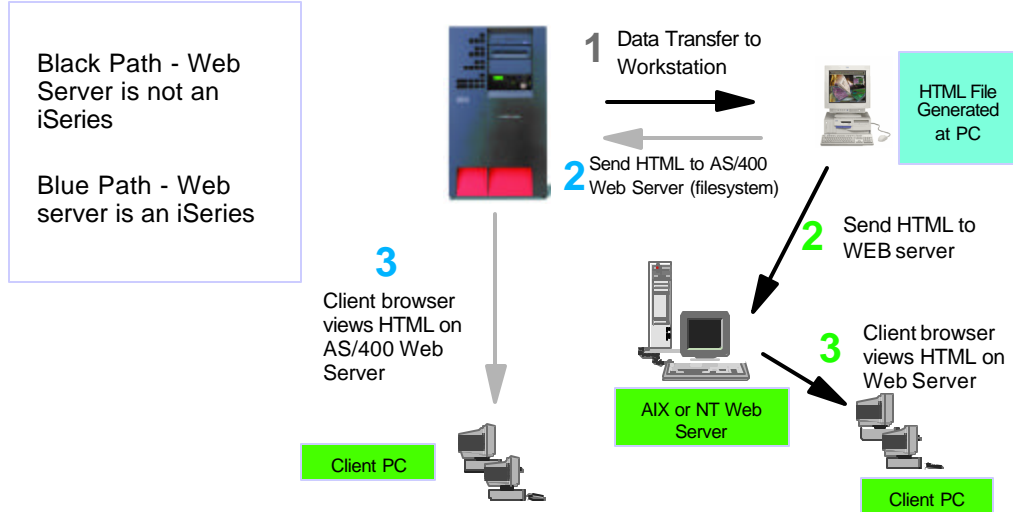 Black Path - Web
Server is not an
iSeries
Blue Path - Web
server is an iSeries
1
Data Transfer to
Workstation
HTML File
Generated
at PC
2
Send HTML to AS/400
Web Server (filesystem)
2
Send HTML to
WEB server
3
Client browser
views HTML on
AS/400 Web
Server
3
Client browser
views HTML on
Web Server
AIX or NT Web
Server
Client PC
Client PC